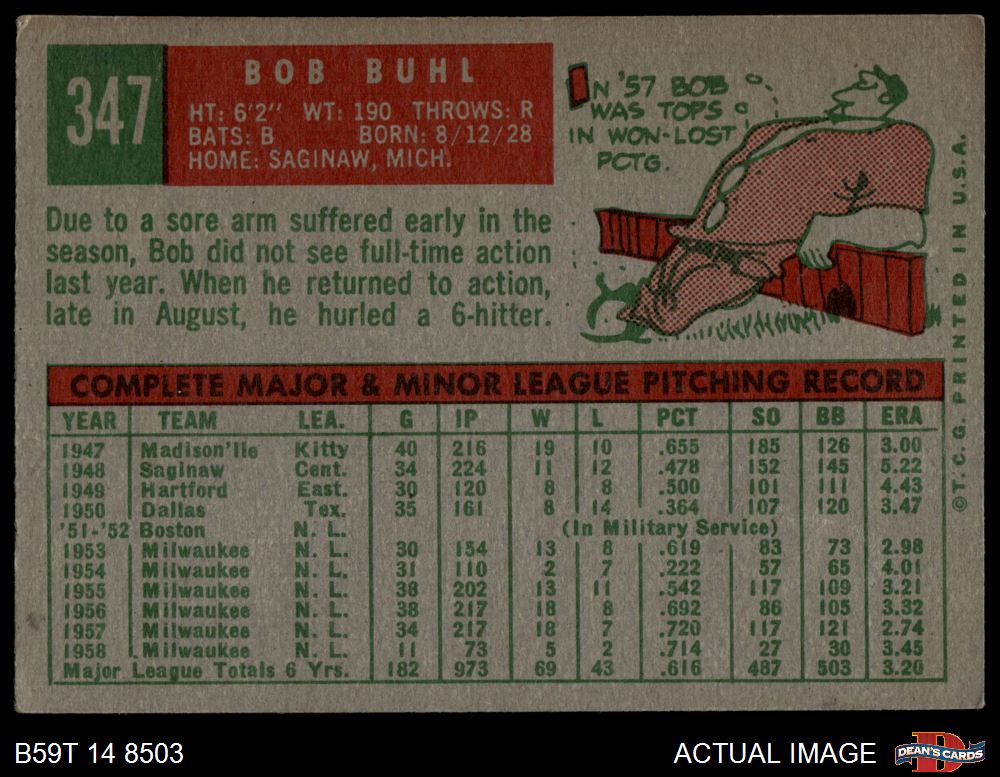 347
BOB BUHL
HT: 6'2" WT: 190 THROWS: R
BATS: B BORN: 8/12/28
HOME: SAGINAW, MICH.
IN '57 BOB
WAS TOPS
IN WON-LOST
PCTG.
Due to a sore arm suffered early in the
season, Bob did not see full-time action
last year. When he returned to action,
late in August, he hurled a 6-hitter.
COMPLETE MAJOR & MINOR LEAGUE PITCHING RECORD
YEAR TEAM LEA. G IP W L PCT SO BB ERA
1947 Madison'lle Kitty 40 216 19 10 .655 185 126 3.00
1948 Saginaw Cent. 34 224 11 12 .478 152 145 5.22
1949 Hartford East. 30 120 8 8 .500 101 111 4.43
1950 Dallas Tex. 35 161 8 14 .364 107 120 3.47
'51-'52 Boston N. L. (In Military Service)
1953 Milwaukee N. L. 30 154 13 8 .619 83 73 2.98
1954 Milwaukee N. L. 31 110 2 7 .222 57 65 4.01
1955 Milwaukee N. L. 38 202 13 11 .542 117 109 3.21
1956 Milwaukee N. L. 38 217 18 8 .692 86 105 3.32
1957 Milwaukee N. L. 34 217 18 7 .720 117 121 2.74
1958 Milwaukee N. L. 11 73 5 2 .714 27 30 3.45
Major League Totals 6 Yrs. 182 973 69 43 .616 487 503 3.20
©T.C.G. PRINTED IN U.S.A.
B59T 14 8503
ACTUAL IMAGE
D
DEAN'S CARDS